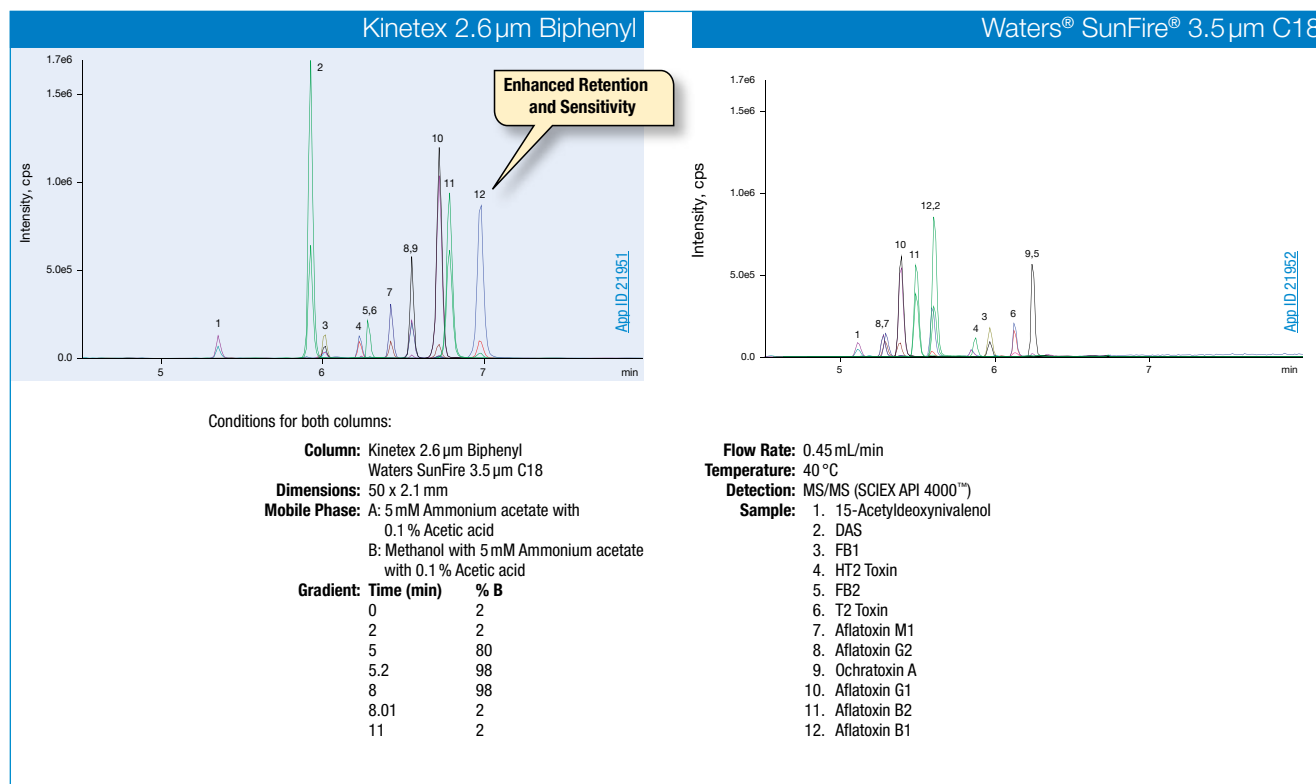 Kinetex 2.6 µm Biphenyl
1.7e6
1.5e6
1.0e6
5.0e5
0.0
Intensity, cps
1
2
3
4
5,6
7
8,9
10
11
12
Enhanced Retention
and Sensitivity
App ID 21951
5
6
7
min
Waters® SunFire® 3.5 µm C18
1.7e6
1.5e6
1.0e6
5.0e5
0.0
Intensity, cps
1
8,7
10
11
12,2
4
3
6
9,5
App ID 21952
5
6
7
min
Conditions for both columns:
Column: Kinetex 2.6 µm Biphenyl
Waters SunFire 3.5 µm C18
Dimensions: 50 x 2.1 mm
Mobile Phase: A: 5 mM Ammonium acetate with
0.1 % Acetic acid
B: Methanol with 5 mM Ammonium acetate
with 0.1 % Acetic acid
Gradient: Time (min) % B
0 2
2 2
5 80
5.2 98
8 98
8.01 2
11 2
Flow Rate: 0.45 mL/min
Temperature: 40 °C
Detection: MS/MS (SCIEX API 4000™)
Sample: 1. 15-Acetyldeoxynivalenol
2. DAS
3. FB1
4. HT2 Toxin
5. FB2
6. T2 Toxin
7. Aflatoxin M1
8. Aflatoxin G2
9. Ochratoxin A
10. Aflatoxin G1
11. Aflatoxin B2
12. Aflatoxin B1